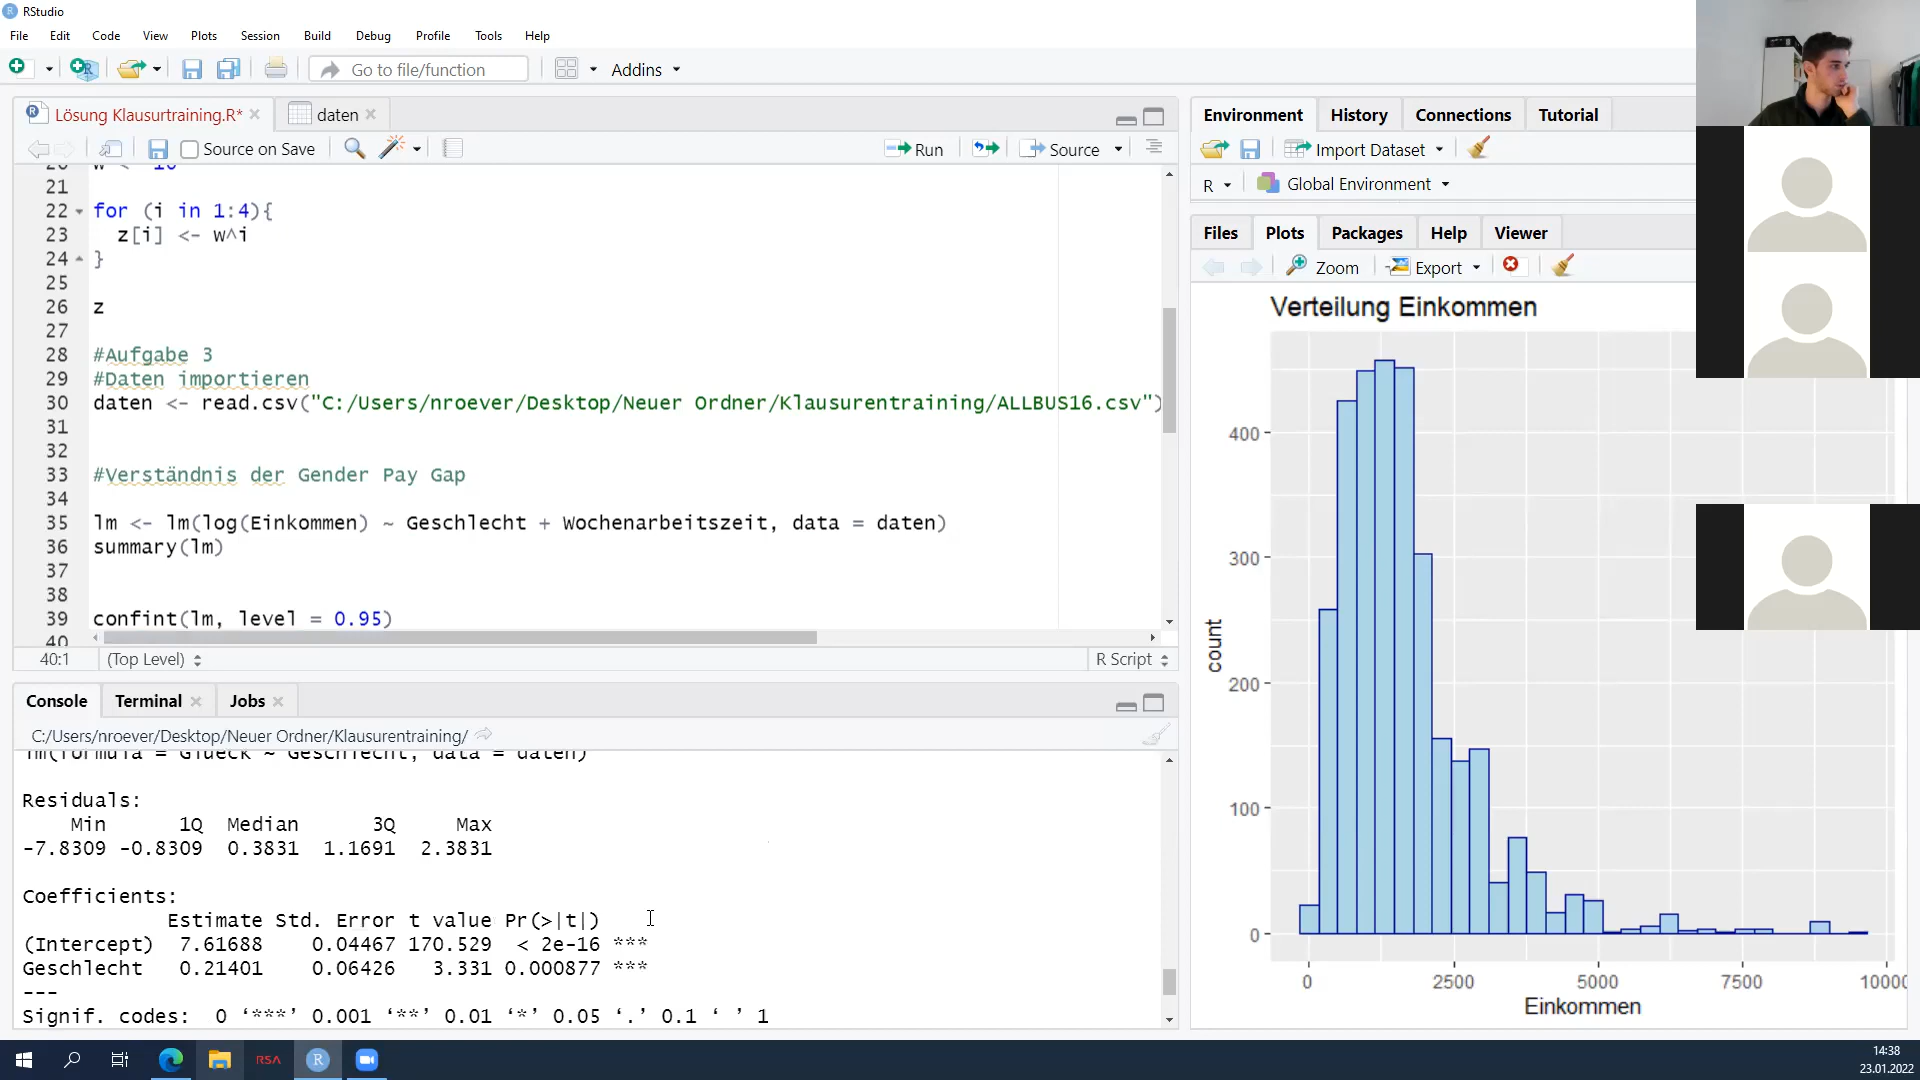 RStudio
File Edit Code View Plots Session Build Debug Profile Tools Help
Go to file/function Addins
Lösung Klausurtraining.R* daten
Source on Save Run Source
21
22 for (i in 1:4){
23 z[i] <- w^i
24 }
25
26 z
27
28 #Aufgabe 3
29 #Daten importieren
30 daten <- read.csv("C:/Users/nroever/Desktop/Neuer Ordner/Klausurentraining/ALLBUS16.csv")
31
32
33 #Verständnis der Gender Pay Gap
34
35 lm <- lm(log(Einkommen) ~ Geschlecht + Wochenarbeitszeit, data = daten)
36 summary(lm)
37
38
39 confint(lm, level = 0.95)
40
40:1 (Top Level) R Script
Console Terminal Jobs
C:/Users/nroever/Desktop/Neuer Ordner/Klausurentraining/
lm(formula = Glueck ~ Geschlecht, data = daten)
Residuals:
Min 1Q Median 3Q Max
-7.8309 -0.8309 0.3831 1.1691 2.3831
Coefficients:
Estimate Std. Error t value Pr(>|t|)
(Intercept) 7.61688 0.04467 170.529 < 2e-16 ***
Geschlecht 0.21401 0.06426 3.331 0.000877 ***
---
Signif. codes: 0 ‘***’ 0.001 ‘**’ 0.01 ‘*’ 0.05 ‘.’ 0.1 ‘ ’ 1
Environment History Connections Tutorial
Import Dataset
R Global Environment
Files Plots Packages Help Viewer
Zoom Export
Verteilung Einkommen
400
300
200
100
0
count
0 2500 5000 7500
Einkommen
RSA R
14:38
23.01.2022